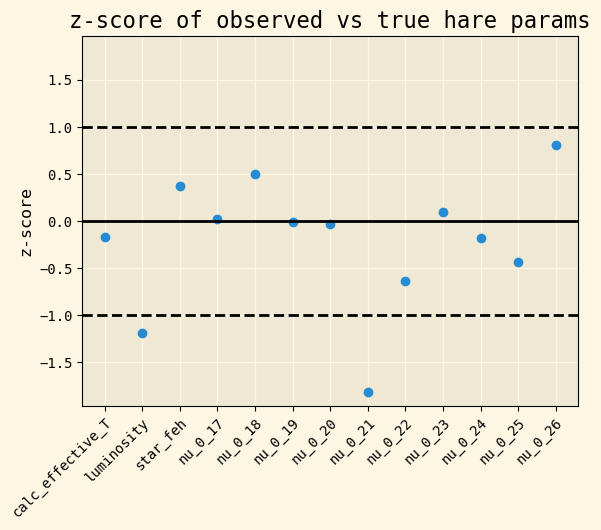 z-score of observed vs true hare params
z-score
1.5
1.0
0.5
0.0
−0.5
−1.0
−1.5
calc_effective_T
luminosity
star_feh
nu_0_17
nu_0_18
nu_0_19
nu_0_20
nu_0_21
nu_0_22
nu_0_23
nu_0_24
nu_0_25
nu_0_26